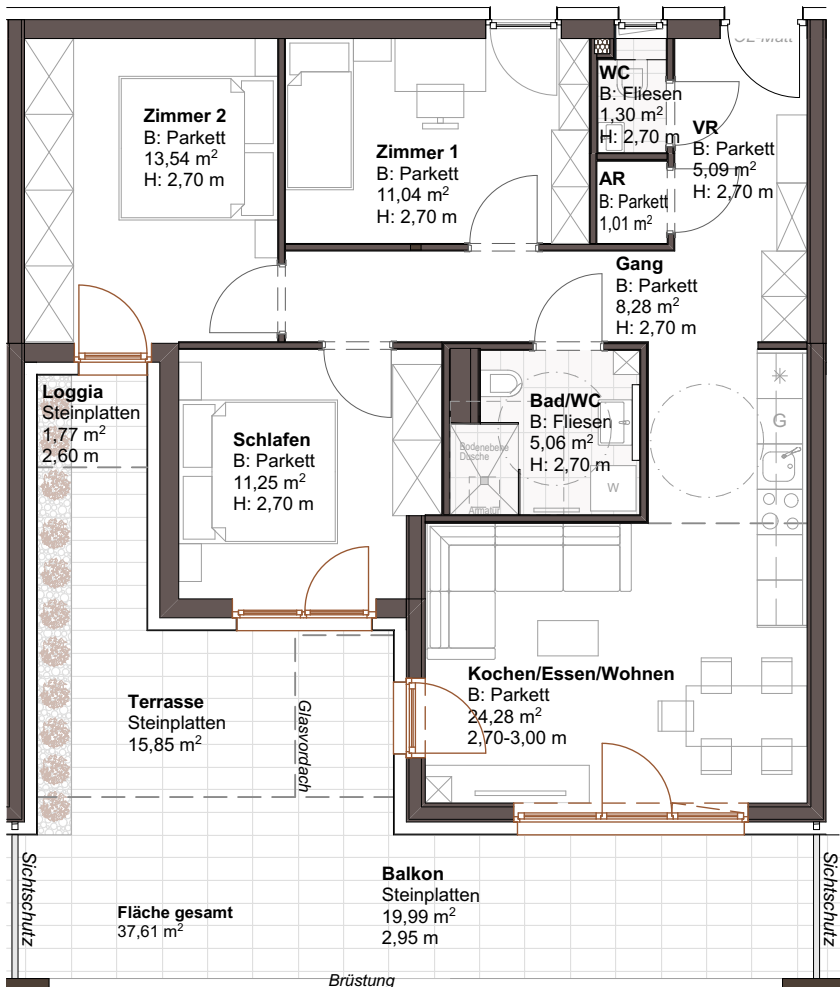 Zimmer 2
B: Parkett
13,54 m²
H: 2,70 m
Zimmer 1
B: Parkett
11,04 m²
H: 2,70 m
WC
B: Fliesen
1,30 m²
H: 2,70 m
VR
B: Parkett
5,09 m²
H: 2,70 m
AR
B: Parkett
1,01 m²
Gang
B: Parkett
8,28 m²
H: 2,70 m
Loggia
Steinplatten
1,77 m²
2,60 m
Schlafen
B: Parkett
11,25 m²
H: 2,70 m
Bad/WC
B: Fliesen
5,06 m²
H: 2,70 m
Bodenebene
Dusche
W
G
Kochen/Essen/Wohnen
B: Parkett
24,28 m²
2,70-3,00 m
Terrasse
Steinplatten
15,85 m²
Glasvordach
Balkon
Steinplatten
19,99 m²
2,95 m
Fläche gesamt
37,61 m²
Sichtschutz
Sichtschutz
Brüstung